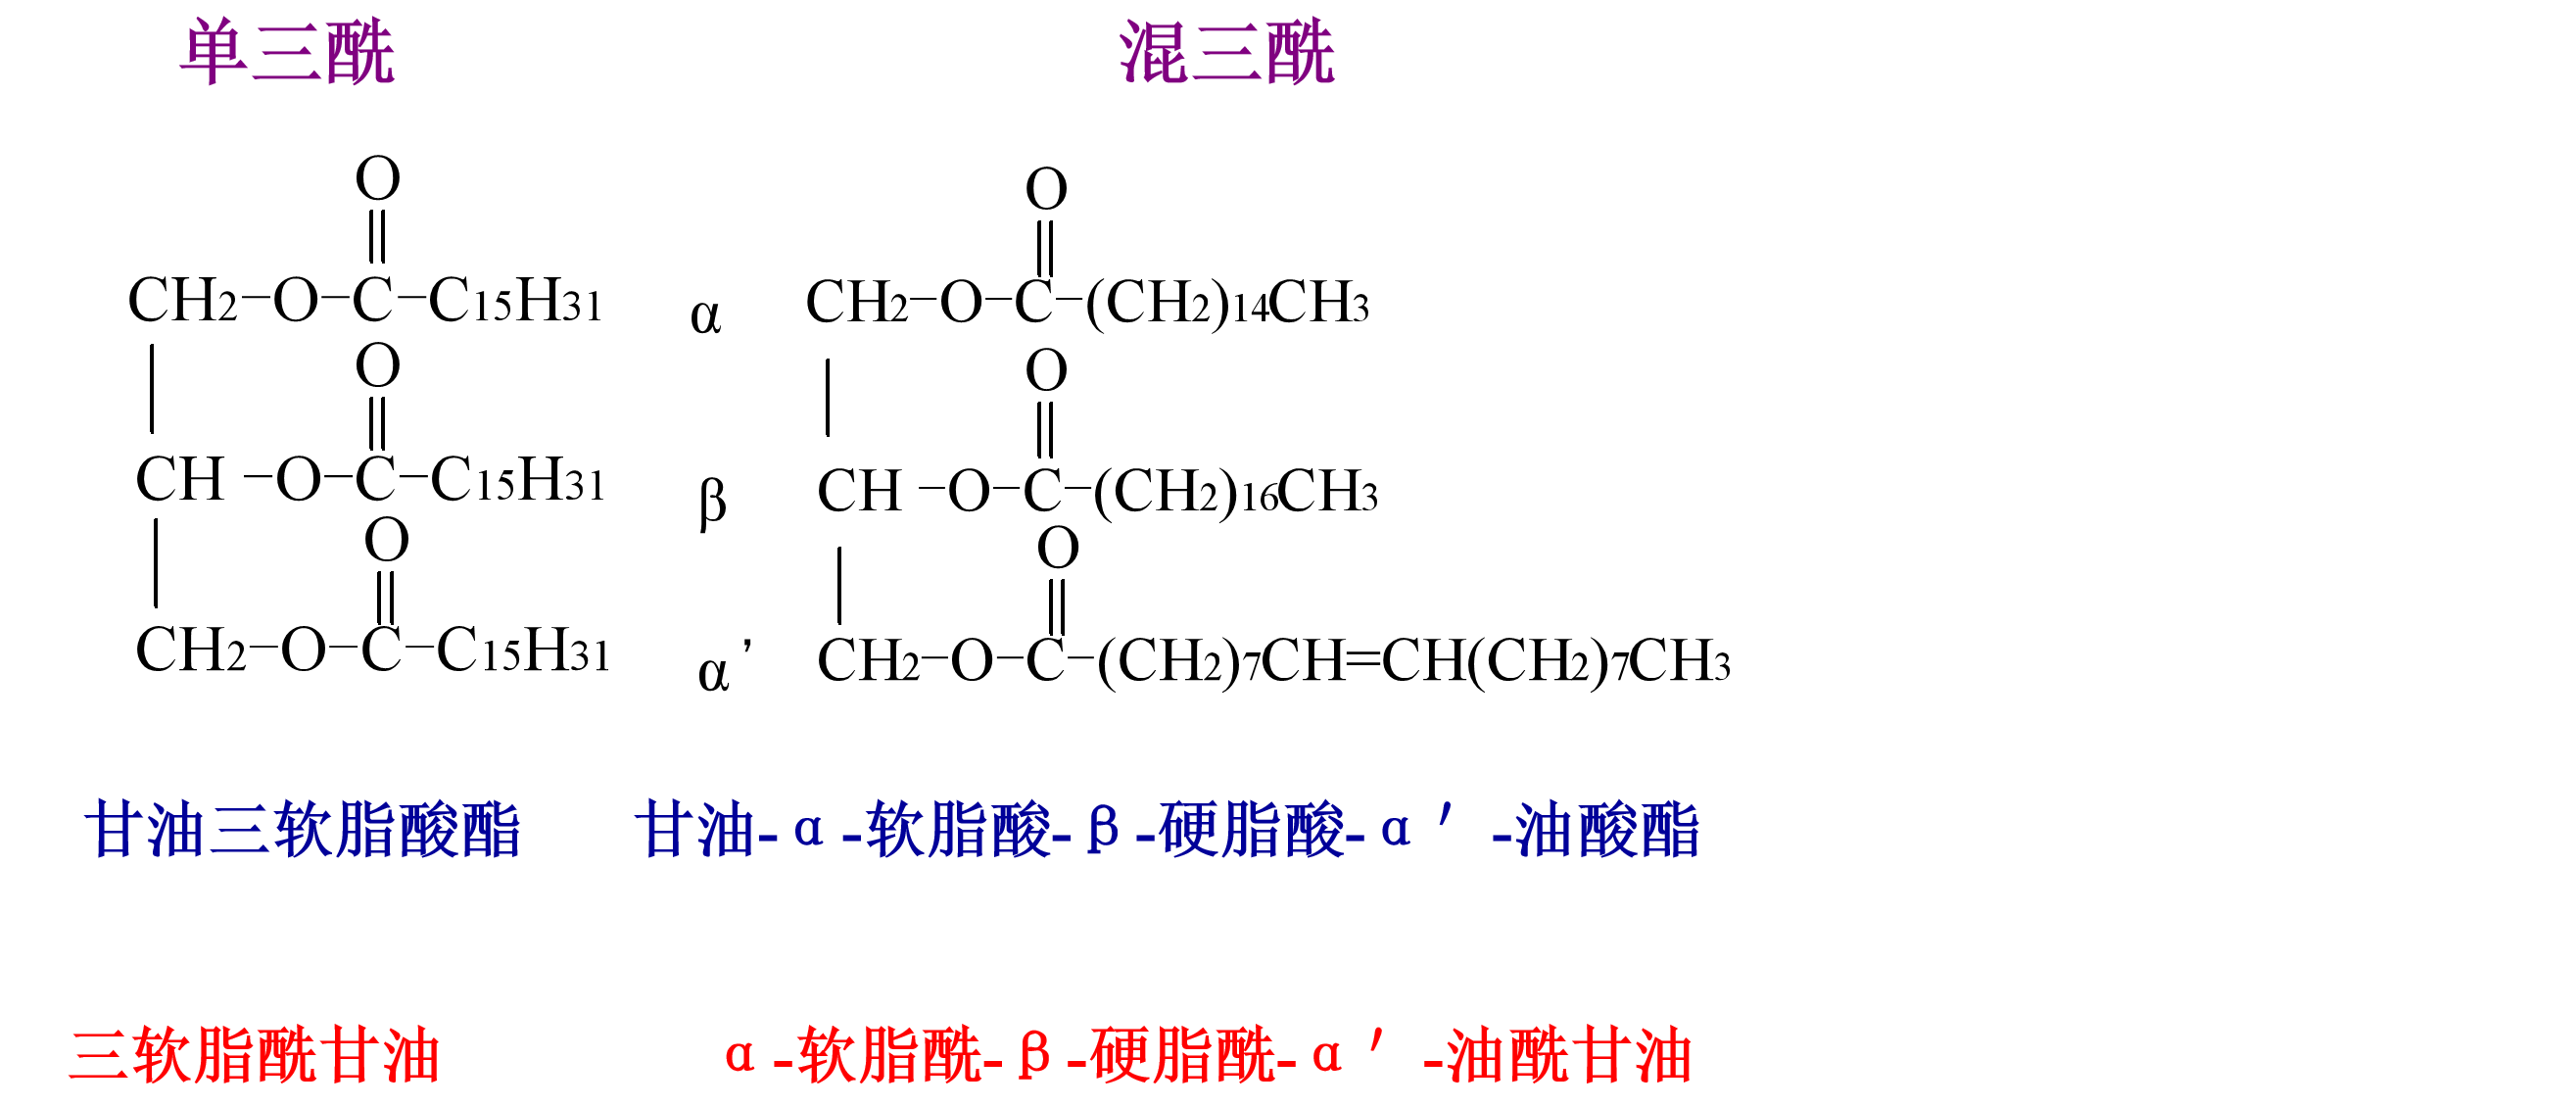 单三酰 混三酰
O O
CH2-O-C-C15H31 α CH2-O-C-(CH2)14CH3
O O
CH -O-C-C15H31 β CH -O-C-(CH2)16CH3
O O
CH2-O-C-C15H31 α’ CH2-O-C-(CH2)7CH=CH(CH2)7CH3
甘油三软脂酸酯 甘油-α-软脂酸-β-硬脂酸-α′-油酸酯
三软脂酰甘油 α-软脂酰-β-硬脂酰-α′-油酰甘油